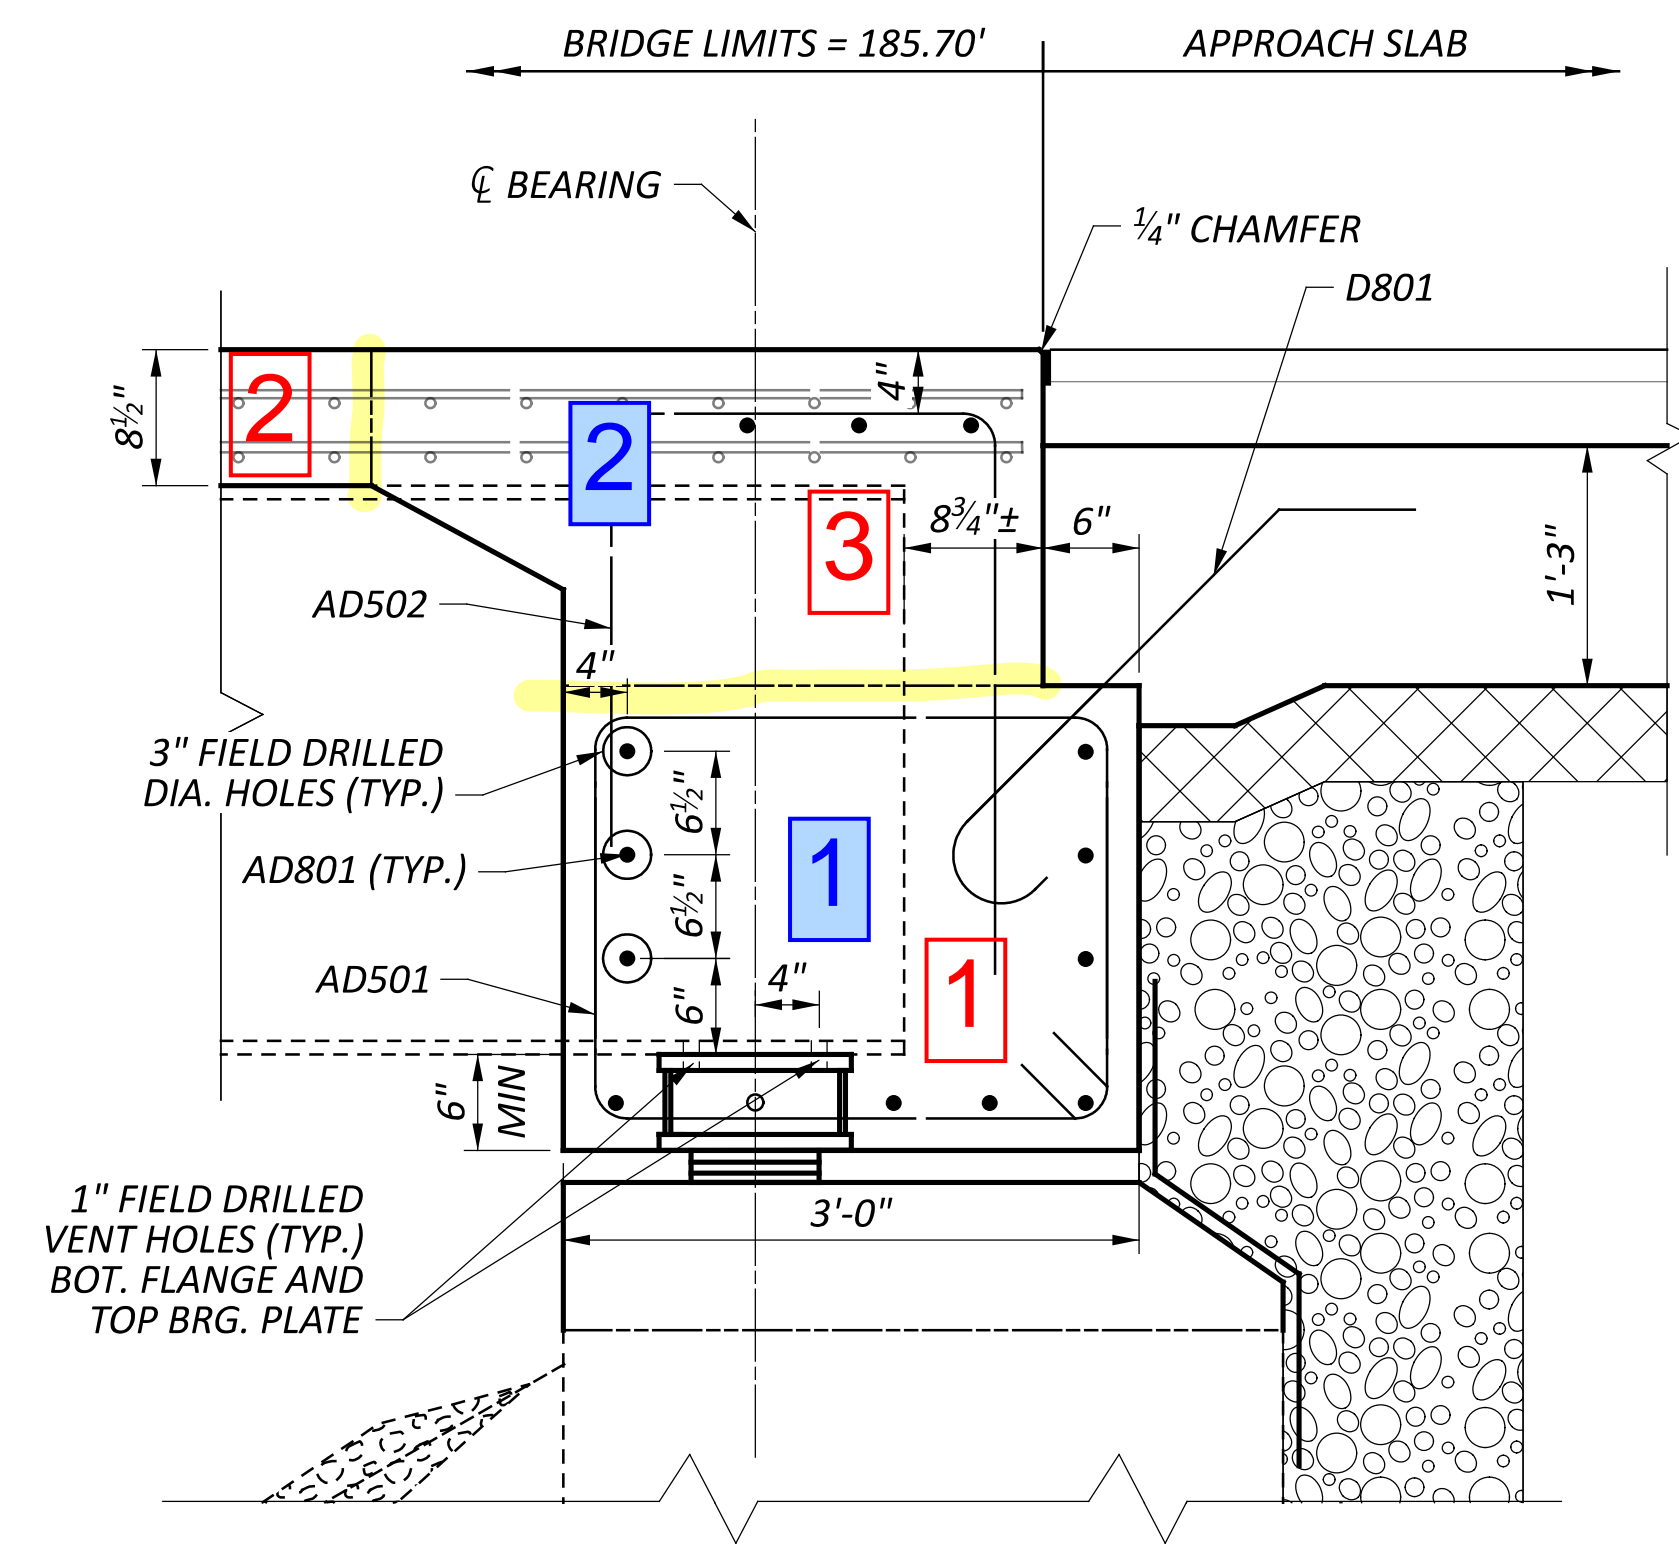 BRIDGE LIMITS = 185.70'
APPROACH SLAB
℄ BEARING
¼" CHAMFER
D801
8½"
2
4"
2
3
8¾"±
6"
1'-3"
AD502
4"
3" FIELD DRILLED
DIA. HOLES (TYP.)
6½"
1
AD801 (TYP.)
6½"
AD501
4"
6"
1
6"
MIN
1" FIELD DRILLED
VENT HOLES (TYP.)
BOT. FLANGE AND
TOP BRG. PLATE
3'-0"